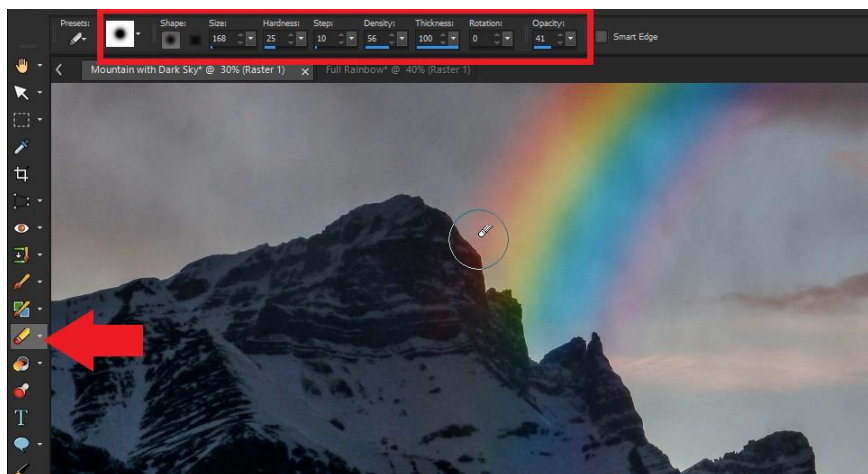 Presets: Shape: Size: Hardness: Step: Density: Thickness: Rotation: Opacity:
168 25 10 56 100 0 41 Smart Edge
Mountain with Dark Sky* @ 30% (Raster 1) x Full Rainbow* @ 40% (Raster 1)
T